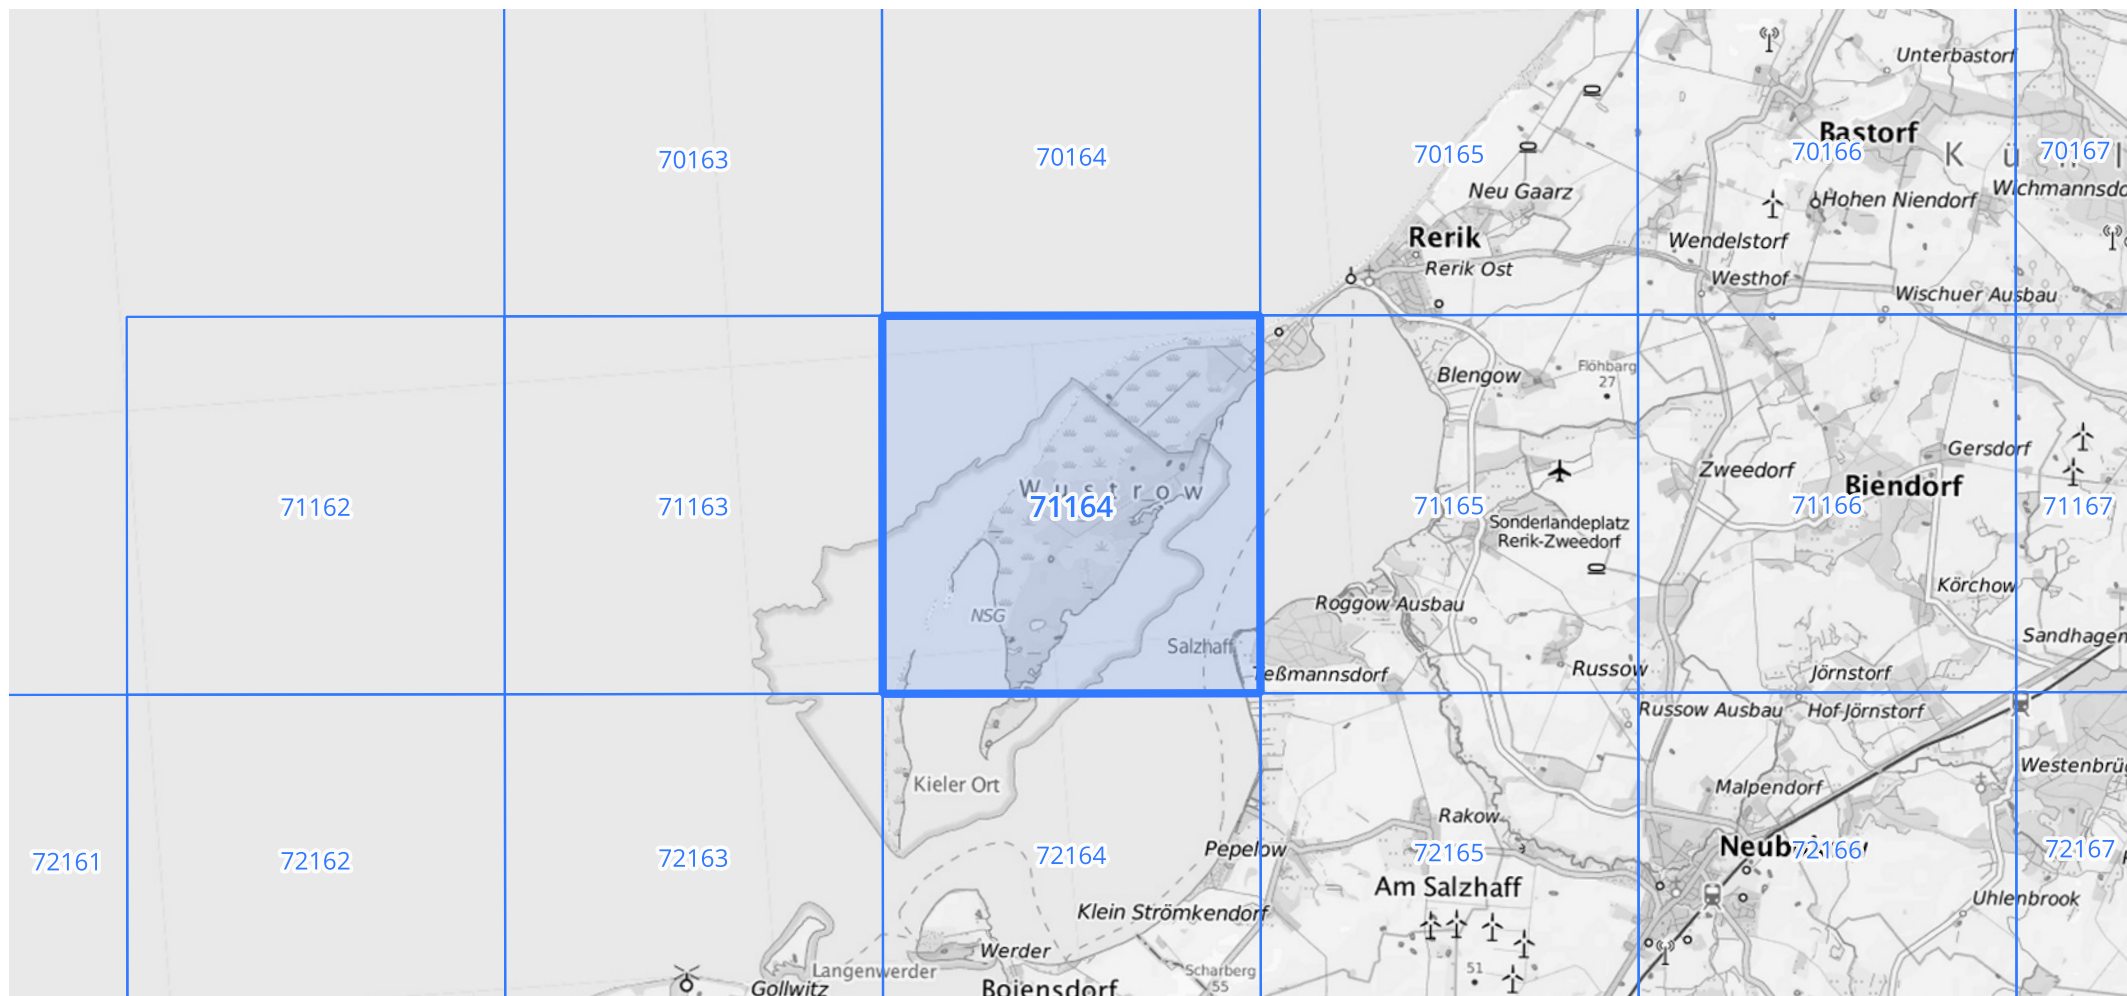 Unterbastorf
Bastorf
70163
70164
70165
70166
70167
K ü
Neu Gaarz
Hohen Niendorf
Wichmannsdo
Rerik
Wendelstorf
Rerik Ost
Westhof
Wischuer Ausbau
Blengow
Flöhbarg
27
Gersdorf
Zweedorf
Biendorf
Wustrow
71162
71163
71164
71165
71166
71167
Sonderlandeplatz
Rerik-Zweedorf
Körchow
Roggow Ausbau
NSG
Salzhaff
Sandhagen
Teßmannsdorf
Russow
Jörnstorf
Russow Ausbau
Hof Jörnstorf
Westenbrü
Kieler Ort
Malpendorf
Rakow
Pepelow
72161
72162
72163
72164
72165
Neub
72166
72167
Am Salzhaff
Uhlenbrook
Klein Strömkendorf
Werder
Langenwerder
Scharberg
55
51
Gollwitz
Boiensdorf